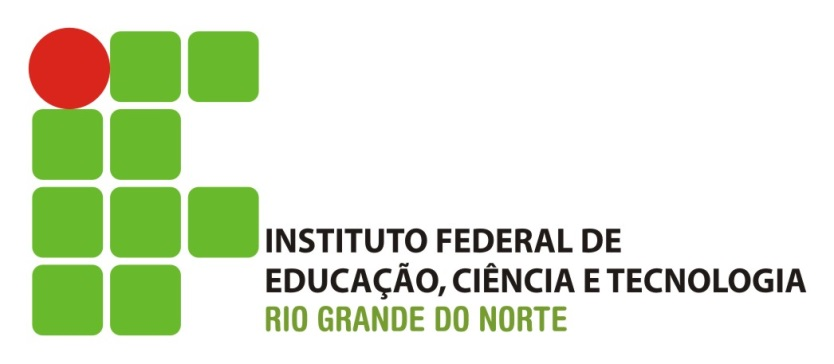 INSTITUTO FEDERAL DE
EDUCAÇÃO, CIÊNCIA E TECNOLOGIA
RIO GRANDE DO NORTE